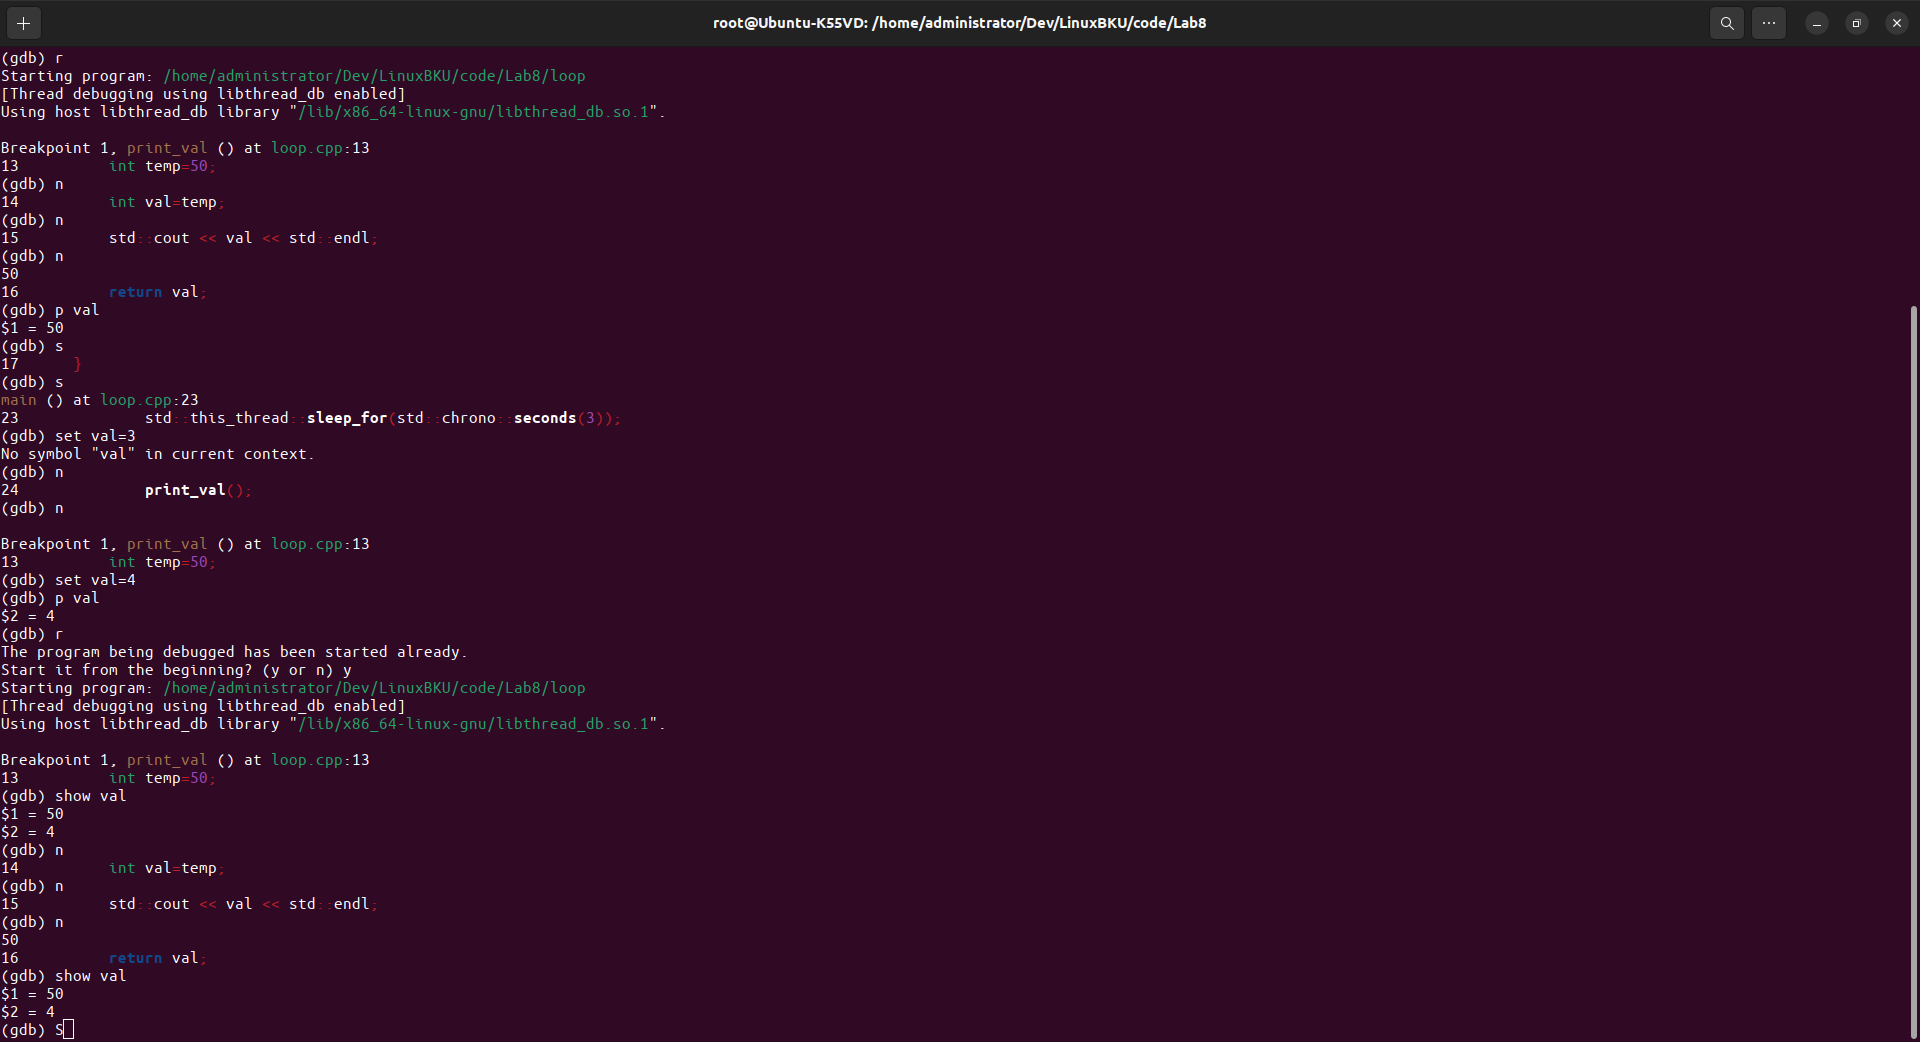 root@Ubuntu-K55VD: /home/administrator/Dev/LinuxBKU/code/Lab8
(gdb) r
Starting program: /home/administrator/Dev/LinuxBKU/code/Lab8/loop
[Thread debugging using libthread_db enabled]
Using host libthread_db library "/lib/x86_64-linux-gnu/libthread_db.so.1".
Breakpoint 1, print_val () at loop.cpp:13
13          int temp=50;
(gdb) n
14          int val=temp;
(gdb) n
15          std::cout << val << std::endl;
(gdb) n
50
16          return val;
(gdb) p val
$1 = 50
(gdb) s
17      }
(gdb) s
main () at loop.cpp:23
23              std::this_thread::sleep_for(std::chrono::seconds(3));
(gdb) set val=3
No symbol "val" in current context.
(gdb) n
24              print_val();
(gdb) n
Breakpoint 1, print_val () at loop.cpp:13
13          int temp=50;
(gdb) set val=4
(gdb) p val
$2 = 4
(gdb) r
The program being debugged has been started already.
Start it from the beginning? (y or n) y
Starting program: /home/administrator/Dev/LinuxBKU/code/Lab8/loop
[Thread debugging using libthread_db enabled]
Using host libthread_db library "/lib/x86_64-linux-gnu/libthread_db.so.1".
Breakpoint 1, print_val () at loop.cpp:13
13          int temp=50;
(gdb) show val
$1 = 50
$2 = 4
(gdb) n
14          int val=temp;
(gdb) n
15          std::cout << val << std::endl;
(gdb) n
50
16          return val;
(gdb) show val
$1 = 50
$2 = 4
(gdb) S